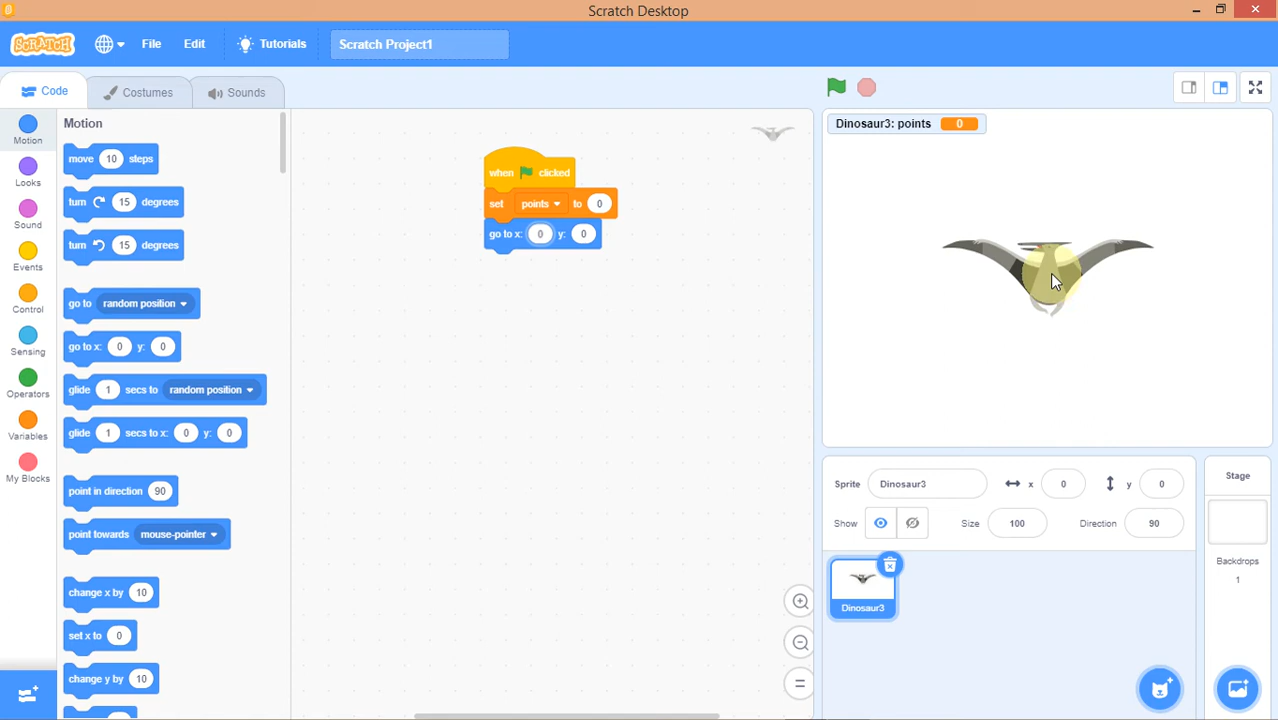 Scratch Desktop
SCRATCH
File
Edit
Tutorials
Scratch Project1
Code
Costumes
Sounds
Motion
Looks
Sound
Events
Control
Sensing
Operators
Variables
My Blocks
Motion
move 10 steps
turn 15 degrees
turn 15 degrees
go to random position
go to x: 0 y: 0
glide 1 secs to random position
glide 1 secs to x: 0 y: 0
point in direction 90
point towards mouse-pointer
change x by 10
set x to 0
change y by 10
when clicked
set points to 0
go to x: 0 y: 0
Dinosaur3: points 0
Sprite Dinosaur3 x 0 y 0
Show Size 100 Direction 90
Dinosaur3
Stage
Backdrops
1